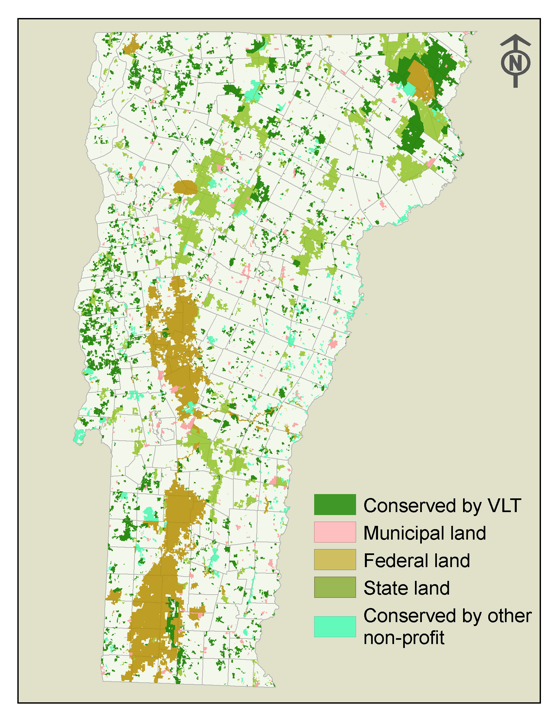 N
Conserved by VLT
Municipal land
Federal land
State land
Conserved by other
non-profit